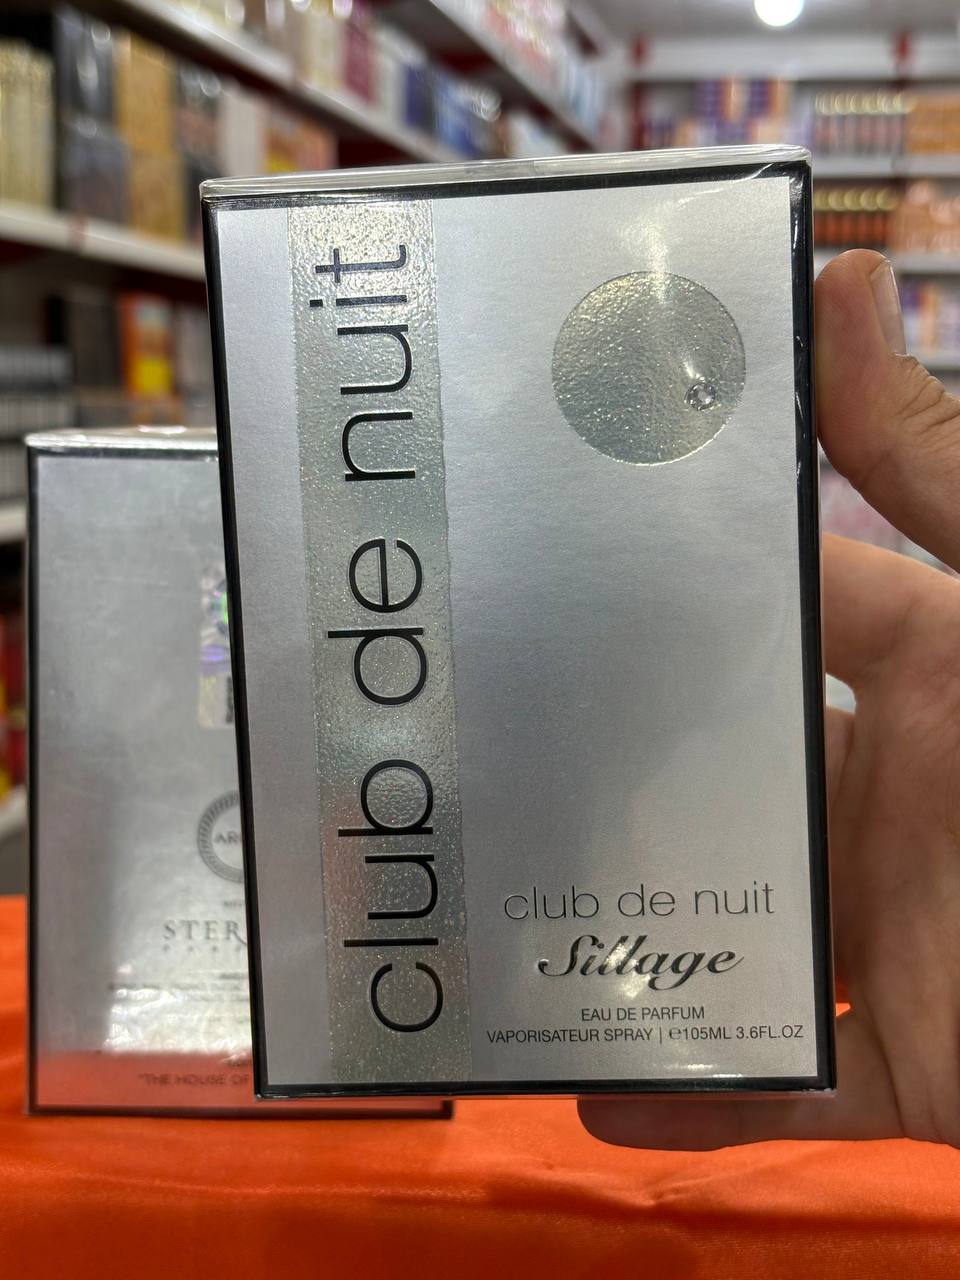 club de nuit
club de nuit
Sillage
EAU DE PARFUM
VAPORISATEUR SPRAY | ℮105ML 3.6FL.OZ
"THE HOUSE OF